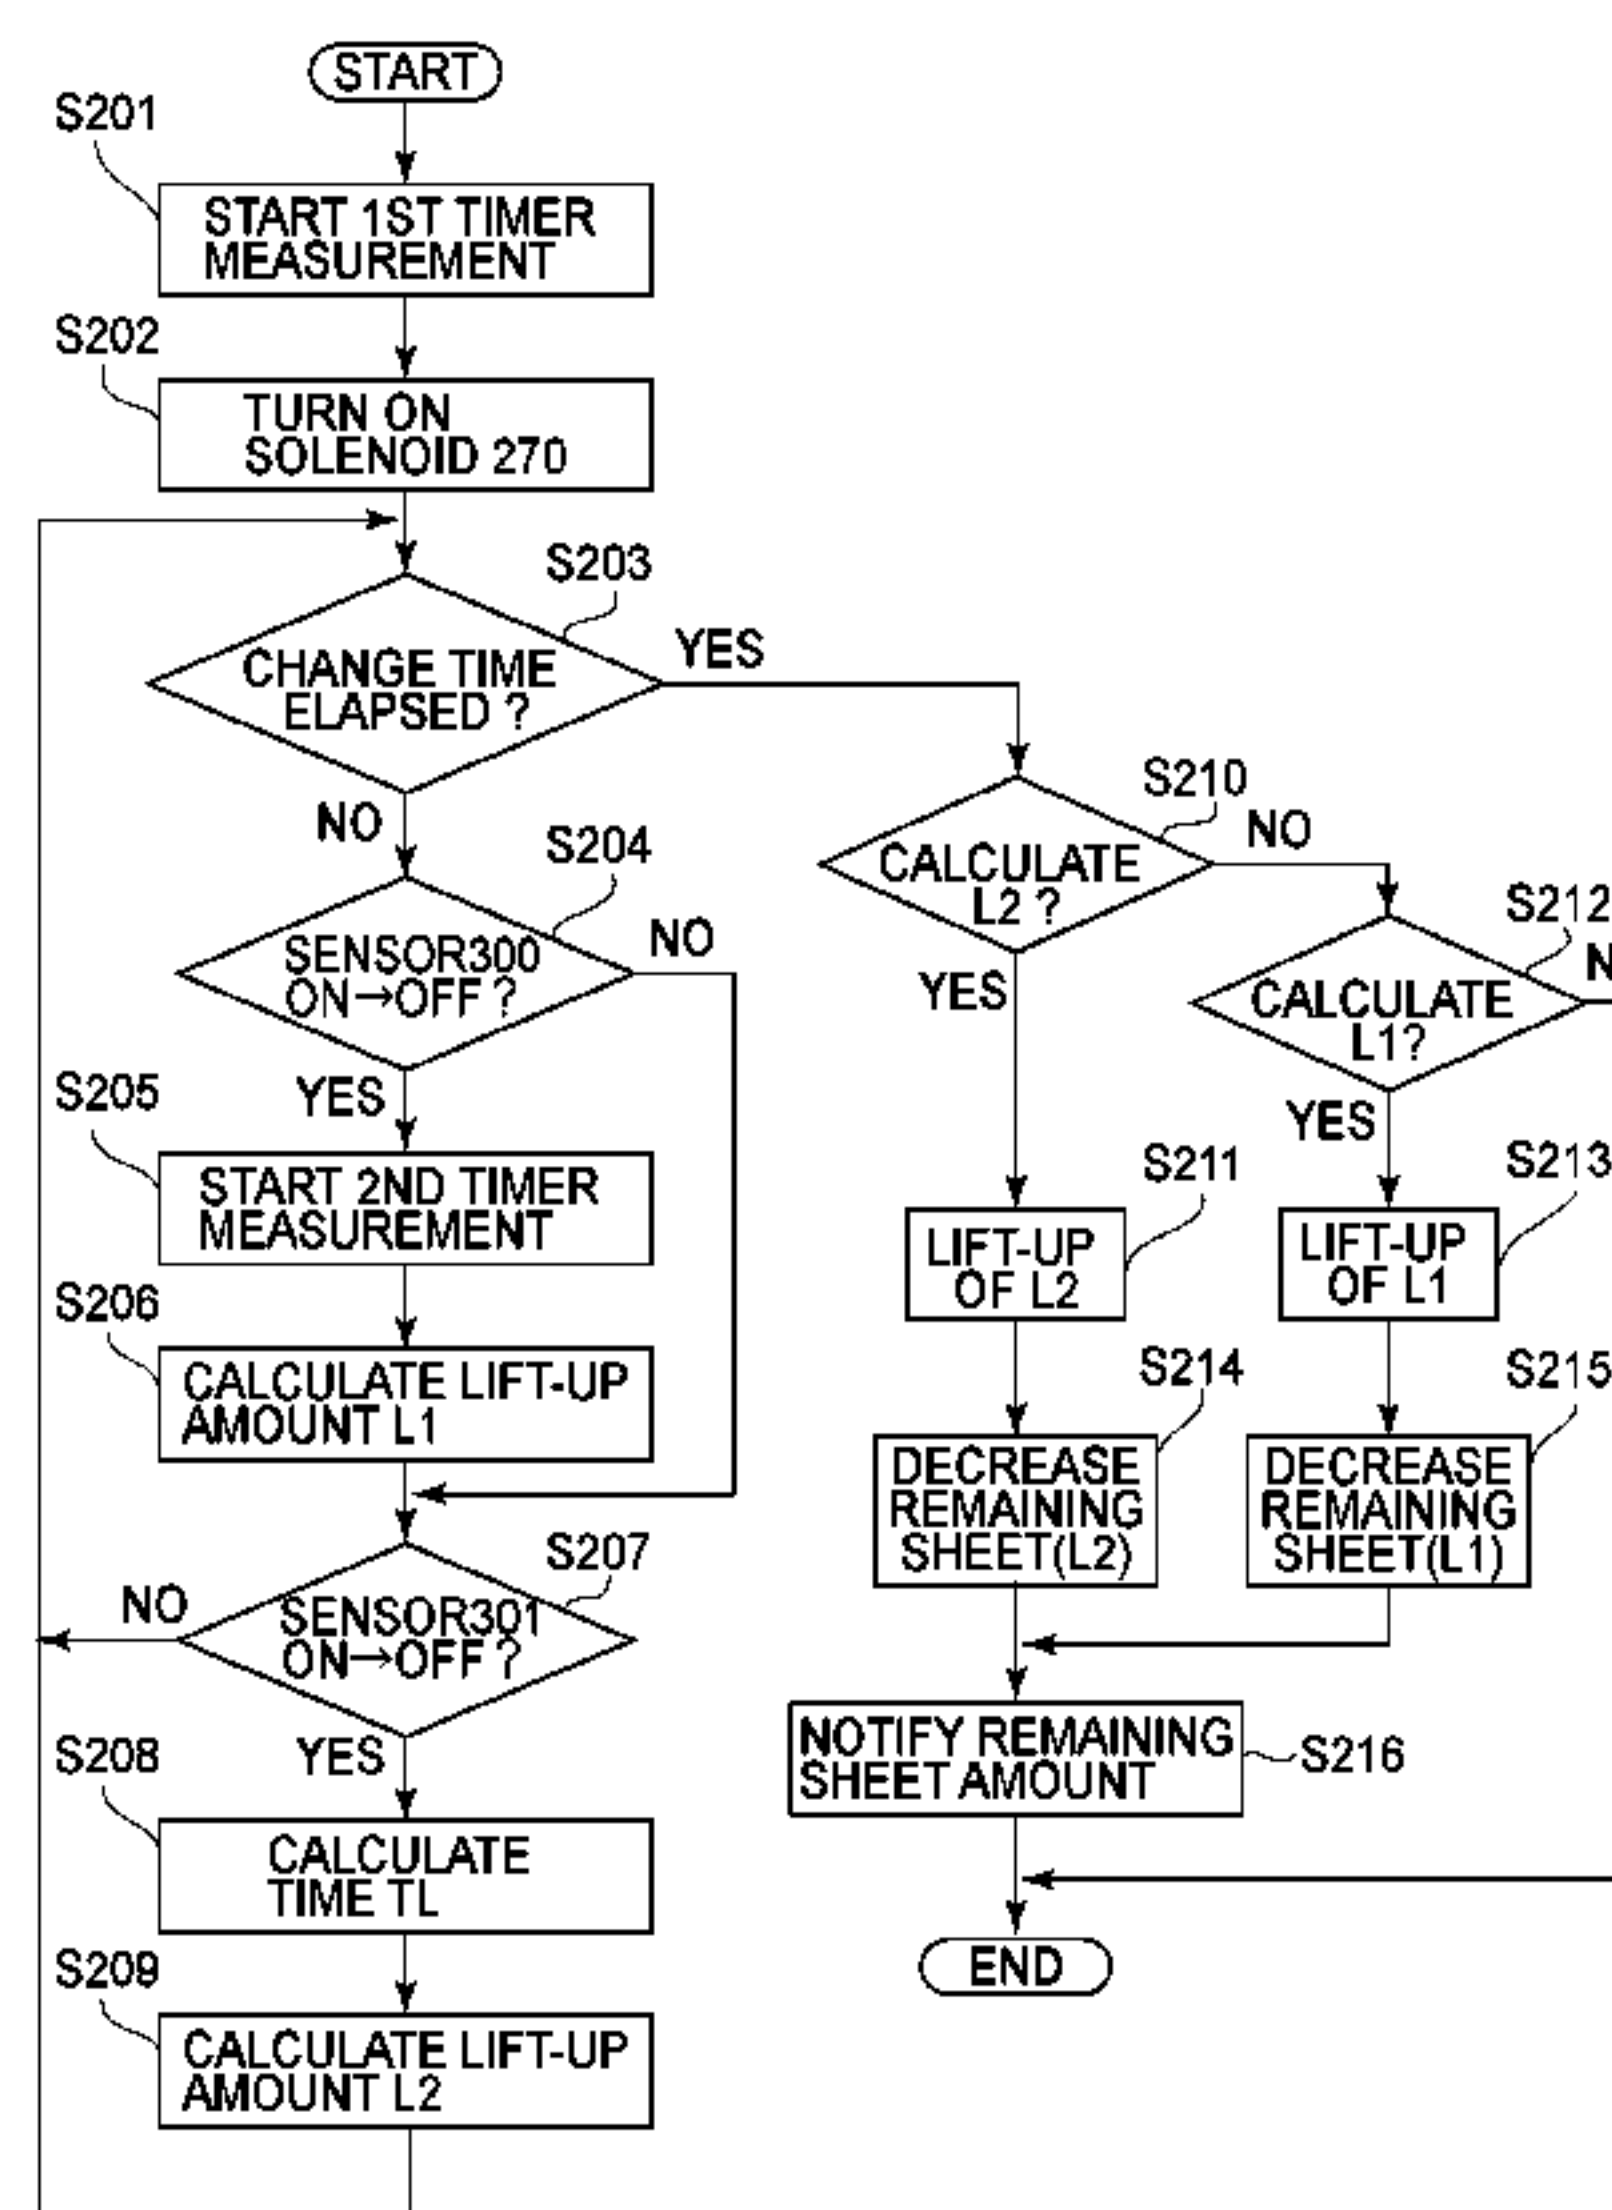 START
S201
START 1ST TIMER
MEASUREMENT
S202
TURN ON
SOLENOID 270
S203
CHANGE TIME
ELAPSED ?
YES
NO
S204
SENSOR300
ON→OFF ?
NO
YES
S205
START 2ND TIMER
MEASUREMENT
S206
CALCULATE LIFT-UP
AMOUNT L1
S207
SENSOR301
ON→OFF ?
NO
YES
S208
CALCULATE
TIME TL
S209
CALCULATE LIFT-UP
AMOUNT L2
S210
CALCULATE
L2 ?
NO
YES
S212
CALCULATE
L1?
N
YES
S211
LIFT-UP
OF L2
S213
LIFT-UP
OF L1
S214
DECREASE
REMAINING
SHEET(L2)
S215
DECREASE
REMAINING
SHEET(L1)
NOTIFY REMAINING
SHEET AMOUNT
S216
END